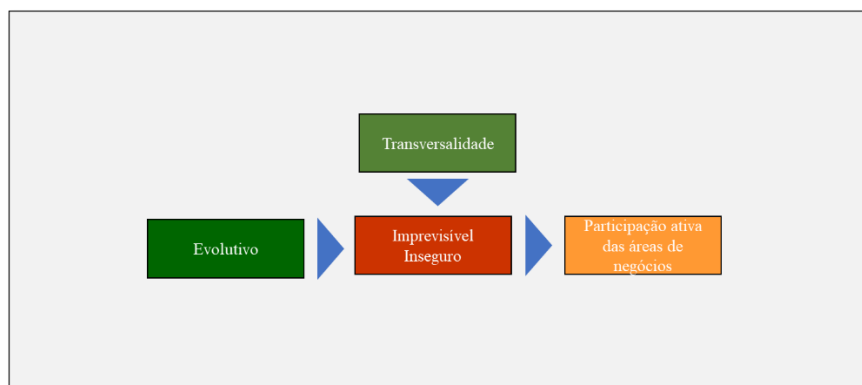 Transversalidade
Evolutivo
Imprevisível
Inseguro
Participação ativa
das áreas de
negócios